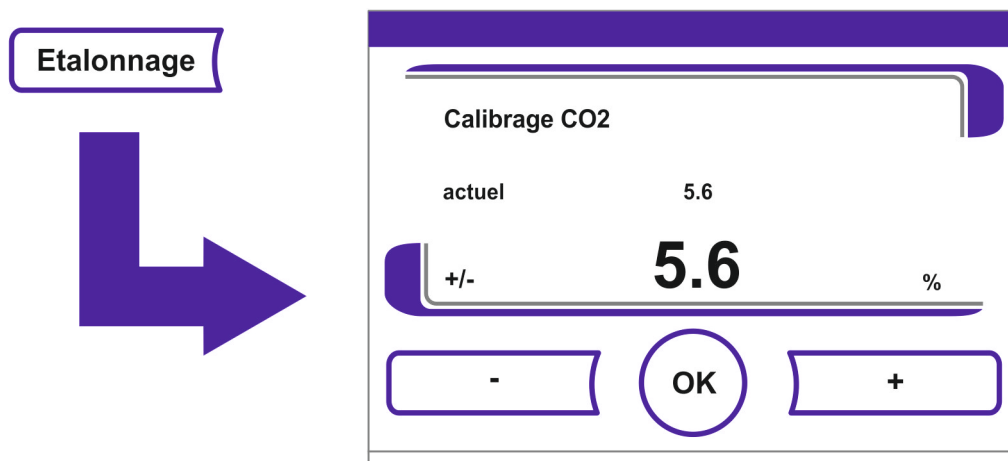 Etalonnage
Calibrage CO2
actuel 5.6
+/- 5.6 %
- OK +